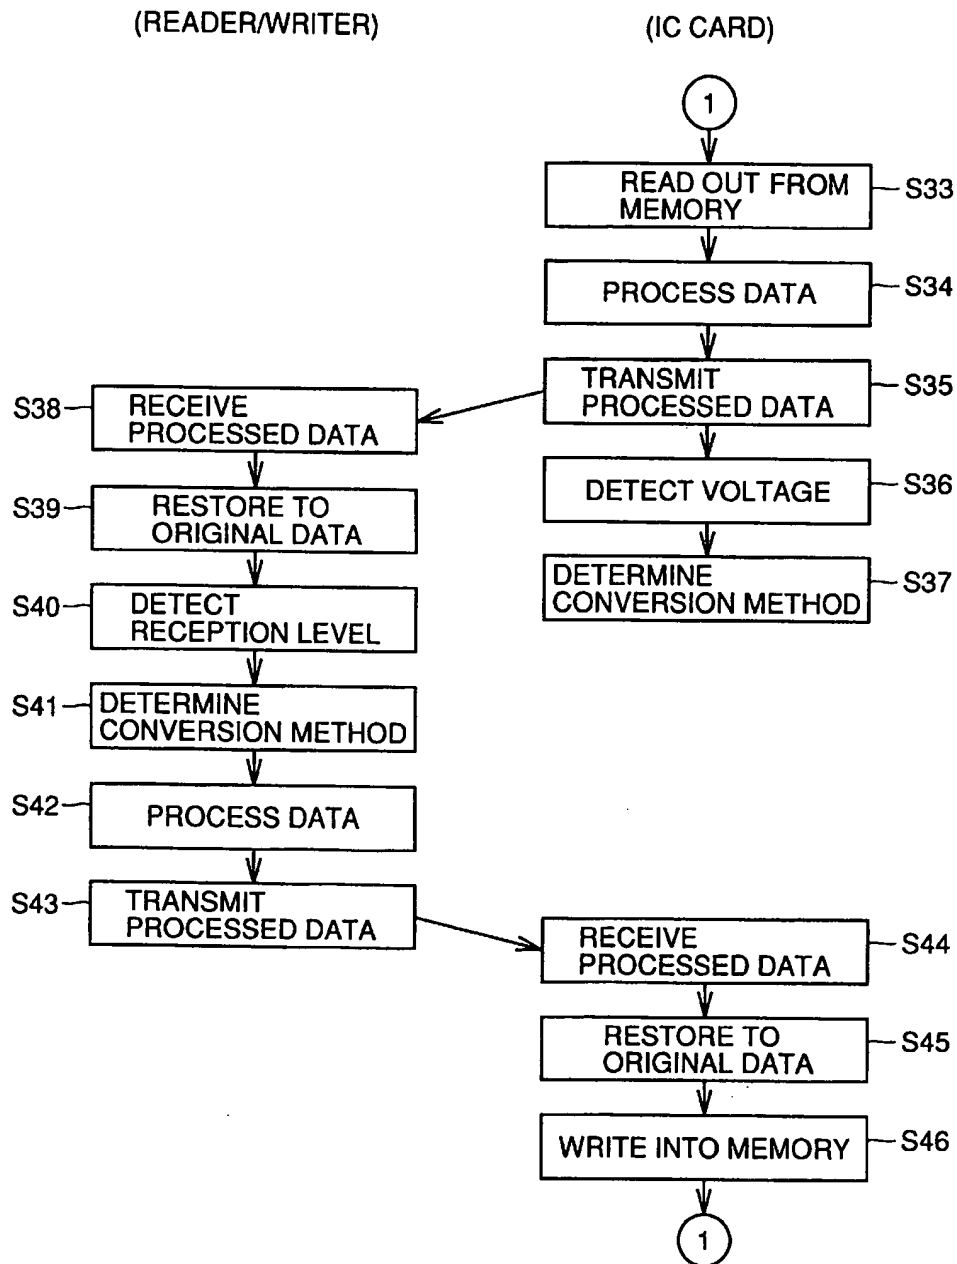 (READER/WRITER)
(IC CARD)
1
READ OUT FROM
MEMORY
S33
PROCESS DATA
S34
TRANSMIT
PROCESSED DATA
S35
S38
RECEIVE
PROCESSED DATA
DETECT VOLTAGE
S36
S39
RESTORE TO
ORIGINAL DATA
DETERMINE
CONVERSION METHOD
S37
S40
DETECT
RECEPTION LEVEL
S41
DETERMINE
CONVERSION METHOD
S42
PROCESS DATA
S43
TRANSMIT
PROCESSED DATA
RECEIVE
PROCESSED DATA
S44
RESTORE TO
ORIGINAL DATA
S45
WRITE INTO MEMORY
S46
1